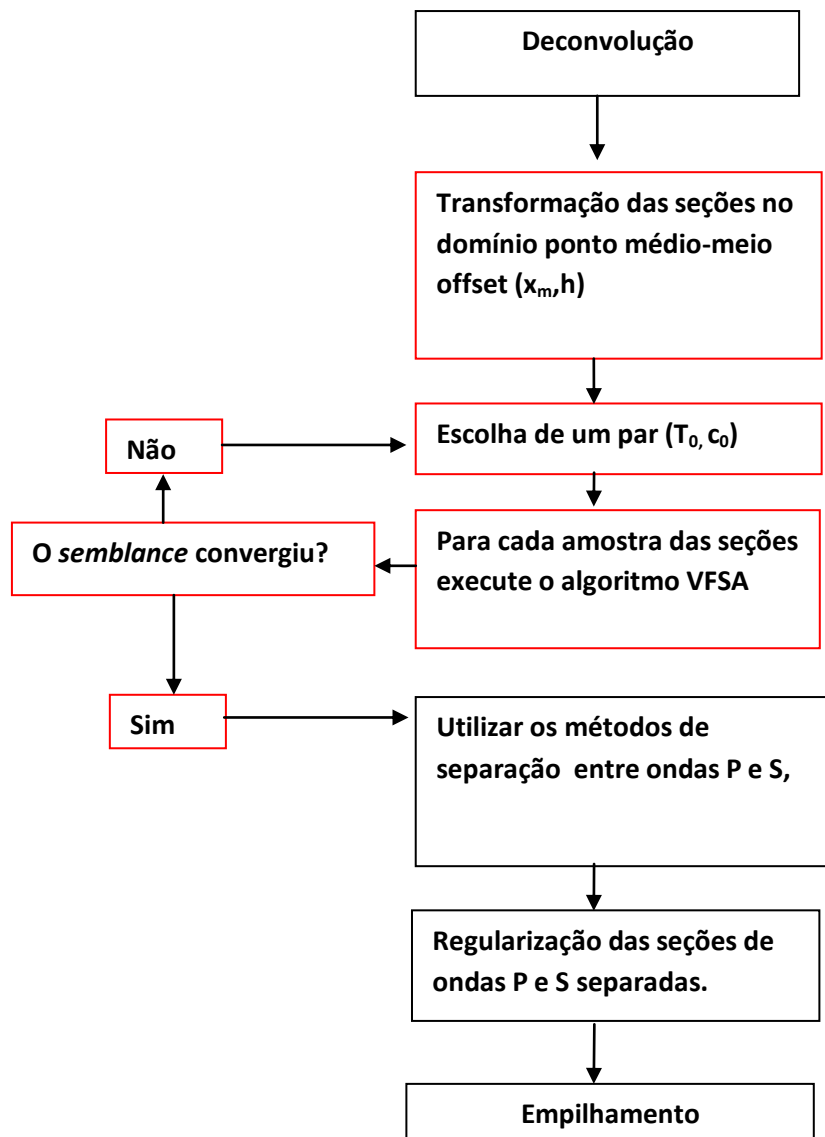 Deconvolução
Transformação das seções no
domínio ponto médio-meio
offset (xₘ,h)
Escolha de um par (T₀, c₀)
Não
Para cada amostra das seções
execute o algoritmo VFSA
O semblance convergiu?
Sim
Utilizar os métodos de
separação entre ondas P e S,
Regularização das seções de
ondas P e S separadas.
Empilhamento